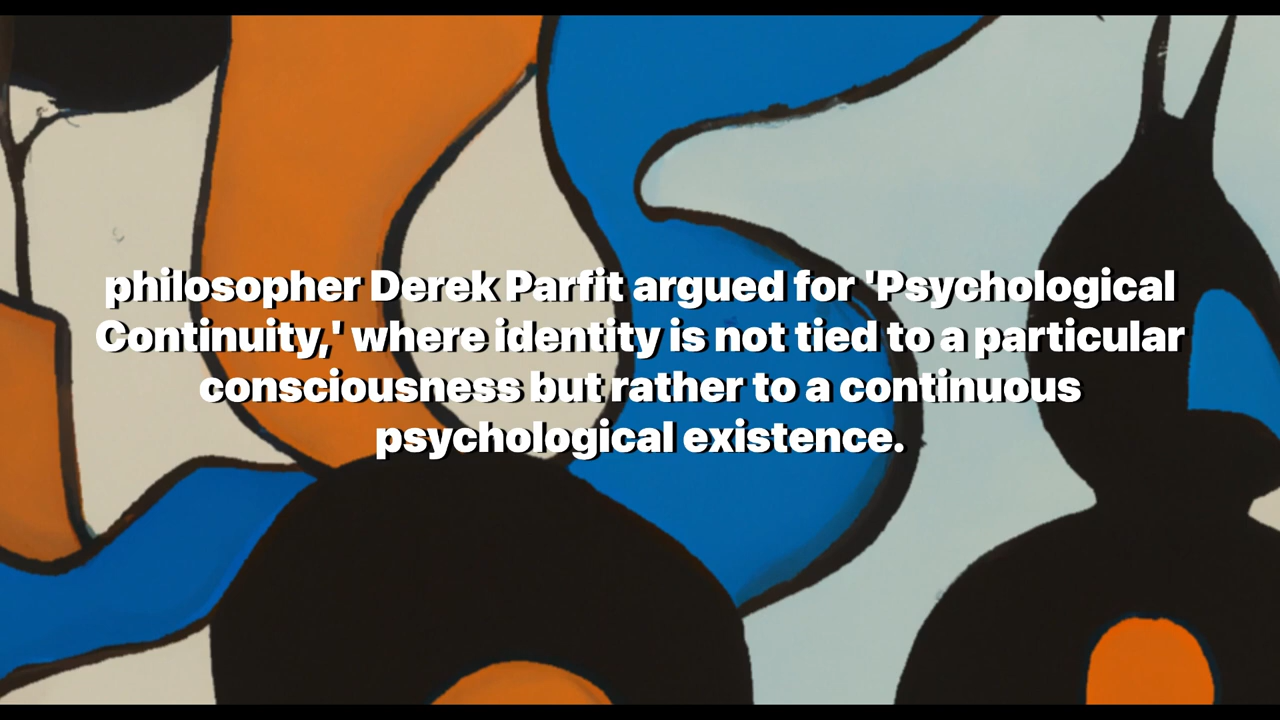 philosopher Derek Parfit argued for 'Psychological
Continuity,' where identity is not tied to a particular
consciousness but rather to a continuous
psychological existence.